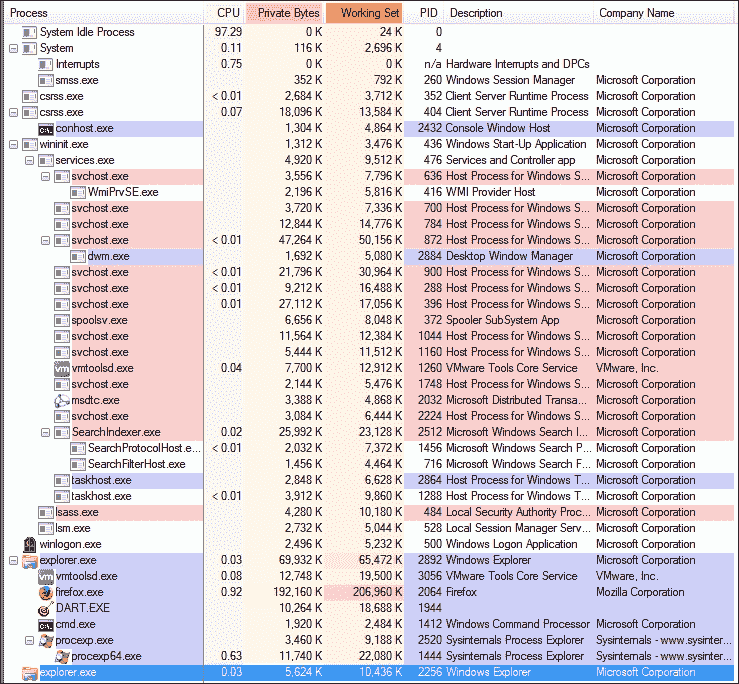 Process CPU Private Bytes Working Set PID Description Company Name
System Idle Process 97.29 0 K 24 K 0
System 0.11 116 K 2,696 K 4
Interrupts 0.75 0 K 0 K n/a Hardware Interrupts and DPCs
smss.exe 352 K 792 K 260 Windows Session Manager Microsoft Corporation
csrss.exe < 0.01 2,684 K 3,712 K 352 Client Server Runtime Process Microsoft Corporation
csrss.exe 0.07 18,096 K 13,584 K 404 Client Server Runtime Process Microsoft Corporation
conhost.exe 1,304 K 4,864 K 2432 Console Window Host Microsoft Corporation
wininit.exe 1,312 K 3,476 K 436 Windows Start-Up Application Microsoft Corporation
services.exe 4,920 K 9,512 K 476 Services and Controller app Microsoft Corporation
svchost.exe 3,556 K 7,796 K 636 Host Process for Windows S... Microsoft Corporation
WmiPrvSE.exe 2,196 K 5,816 K 416 WMI Provider Host Microsoft Corporation
svchost.exe 3,720 K 7,336 K 700 Host Process for Windows S... Microsoft Corporation
svchost.exe 12,844 K 14,776 K 784 Host Process for Windows S... Microsoft Corporation
svchost.exe < 0.01 47,264 K 50,156 K 872 Host Process for Windows S... Microsoft Corporation
dwm.exe 1,692 K 5,080 K 2884 Desktop Window Manager Microsoft Corporation
svchost.exe < 0.01 21,796 K 30,964 K 900 Host Process for Windows S... Microsoft Corporation
svchost.exe < 0.01 9,212 K 16,488 K 288 Host Process for Windows S... Microsoft Corporation
svchost.exe 0.01 27,112 K 17,056 K 396 Host Process for Windows S... Microsoft Corporation
spoolsv.exe 6,656 K 8,048 K 372 Spooler SubSystem App Microsoft Corporation
svchost.exe 11,564 K 12,384 K 1044 Host Process for Windows S... Microsoft Corporation
svchost.exe 5,444 K 11,512 K 1160 Host Process for Windows S... Microsoft Corporation
vmtoolsd.exe 0.04 7,700 K 12,912 K 1260 VMware Tools Core Service VMware, Inc.
svchost.exe 2,144 K 5,476 K 1748 Host Process for Windows S... Microsoft Corporation
msdtc.exe 3,388 K 4,868 K 2032 Microsoft Distributed Transa... Microsoft Corporation
svchost.exe 3,084 K 6,444 K 2224 Host Process for Windows S... Microsoft Corporation
SearchIndexer.exe 0.02 25,992 K 23,128 K 2512 Microsoft Windows Search I... Microsoft Corporation
SearchProtocolHost.e... < 0.01 2,032 K 7,372 K 1456 Microsoft Windows Search P... Microsoft Corporation
SearchFilterHost.exe 1,456 K 4,464 K 716 Microsoft Windows Search F... Microsoft Corporation
taskhost.exe 2,848 K 6,628 K 2864 Host Process for Windows T... Microsoft Corporation
taskhost.exe < 0.01 3,912 K 9,860 K 1288 Host Process for Windows T... Microsoft Corporation
lsass.exe 4,280 K 10,180 K 484 Local Security Authority Proc... Microsoft Corporation
lsm.exe 2,732 K 5,044 K 528 Local Session Manager Serv... Microsoft Corporation
winlogon.exe 2,496 K 5,232 K 500 Windows Logon Application Microsoft Corporation
explorer.exe 0.03 69,932 K 65,472 K 2892 Windows Explorer Microsoft Corporation
vmtoolsd.exe 0.08 12,748 K 19,500 K 3056 VMware Tools Core Service VMware, Inc.
firefox.exe 0.92 192,160 K 206,960 K 2064 Firefox Mozilla Corporation
DART.EXE 10,264 K 18,688 K 1944
cmd.exe 1,920 K 2,484 K 1412 Windows Command Processor Microsoft Corporation
procexp.exe 3,460 K 9,188 K 2520 Sysinternals Process Explorer Sysinternals - www.sysinter...
procexp64.exe 0.63 11,740 K 22,080 K 1444 Sysinternals Process Explorer Sysinternals - www.sysinter...
explorer.exe 0.03 5,624 K 10,436 K 2256 Windows Explorer Microsoft Corporation